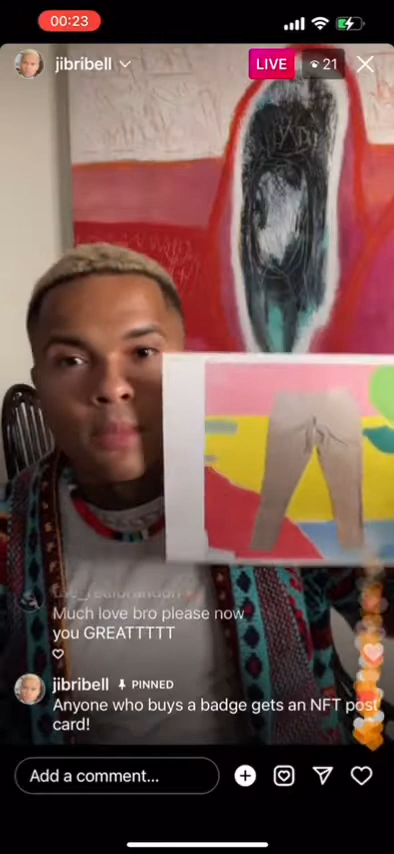 00:23
jibribell
LIVE
21
Much love bro please now
you GREATTTTT
jibribell PINNED
Anyone who buys a badge gets an NFT post
card!
Add a comment...